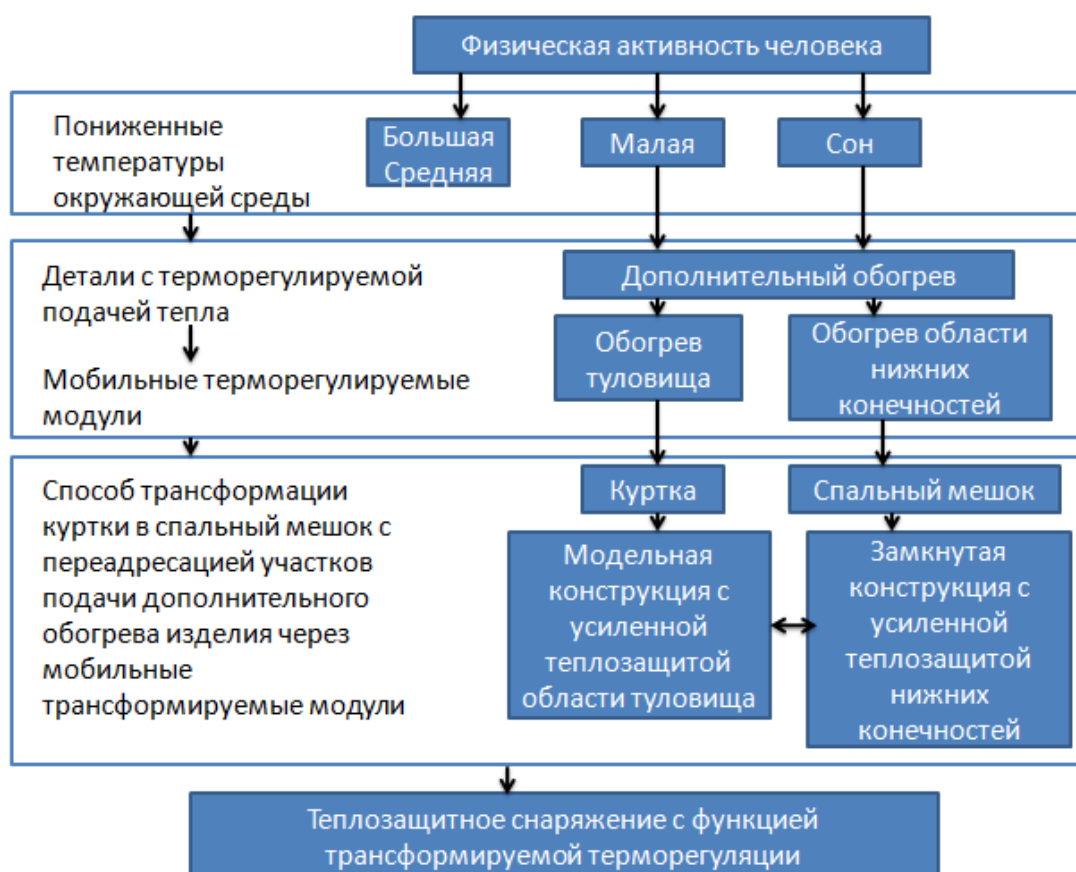 Физическая активность человека
Пониженные
температуры
окружающей среды
Большая
Средняя
Малая
Сон
Детали с терморегулируемой
подачей тепла
Мобильные терморегулируемые
модули
Дополнительный обогрев
Обогрев
туловища
Обогрев области
нижних
конечностей
Способ трансформации
куртки в спальный мешок с
переадресацией участков
подачи дополнительного
обогрева изделия через
мобильные
трансформируемые модули
Куртка
Спальный мешок
Модельная
конструкция с
усиленной
теплозащитой
области туловища
Замкнутая
конструкция с
усиленной
теплозащитой
нижних
конечностей
Теплозащитное снаряжение с функцией
трансформируемой терморегуляции